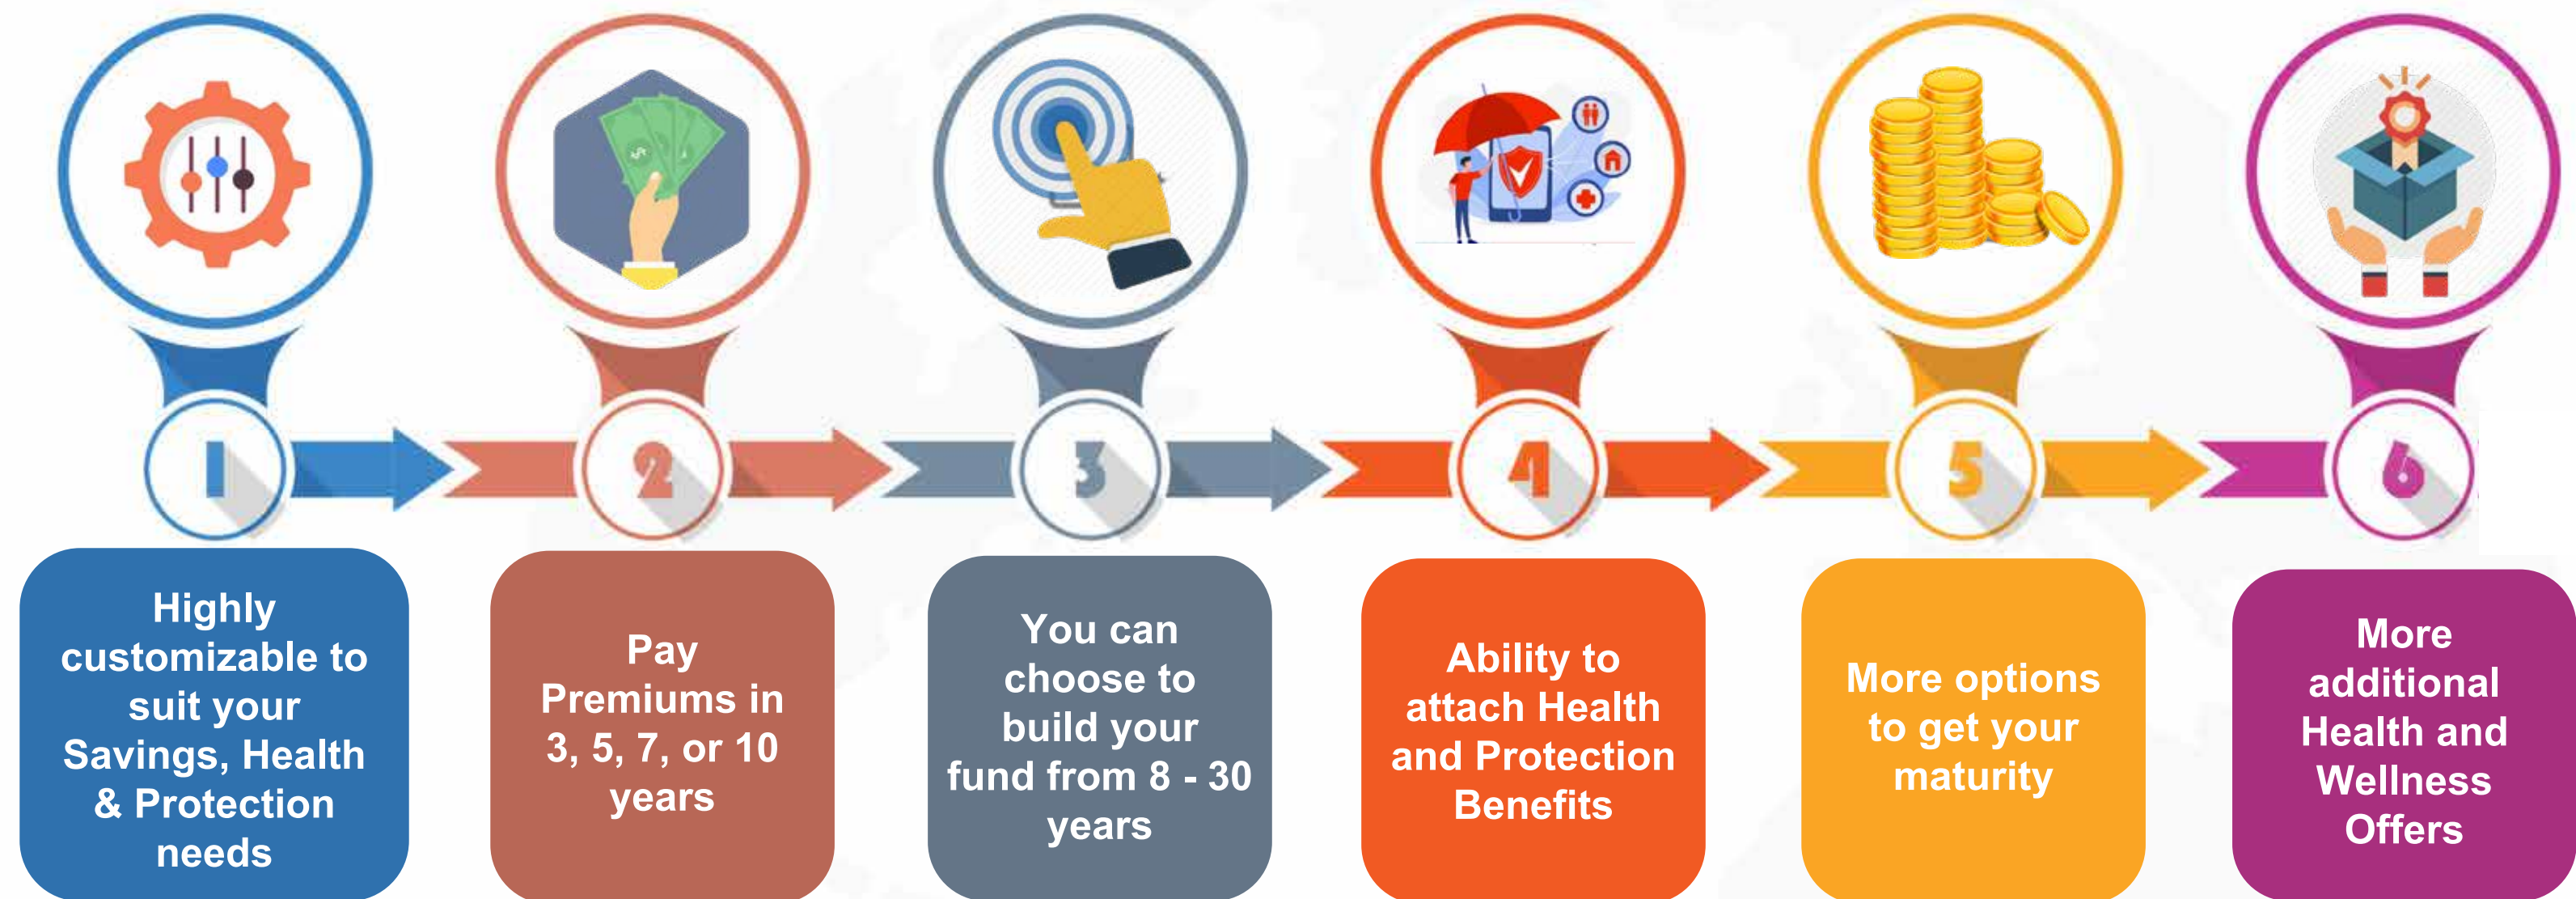 1
2
3
4
5
6
Highly
customizable to
suit your
Savings, Health
& Protection
needs
Pay
Premiums in
3, 5, 7, or 10
years
You can
choose to
build your
fund from 8 - 30
years
Ability to
attach Health
and Protection
Benefits
More options
to get your
maturity
More
additional
Health and
Wellness
Offers